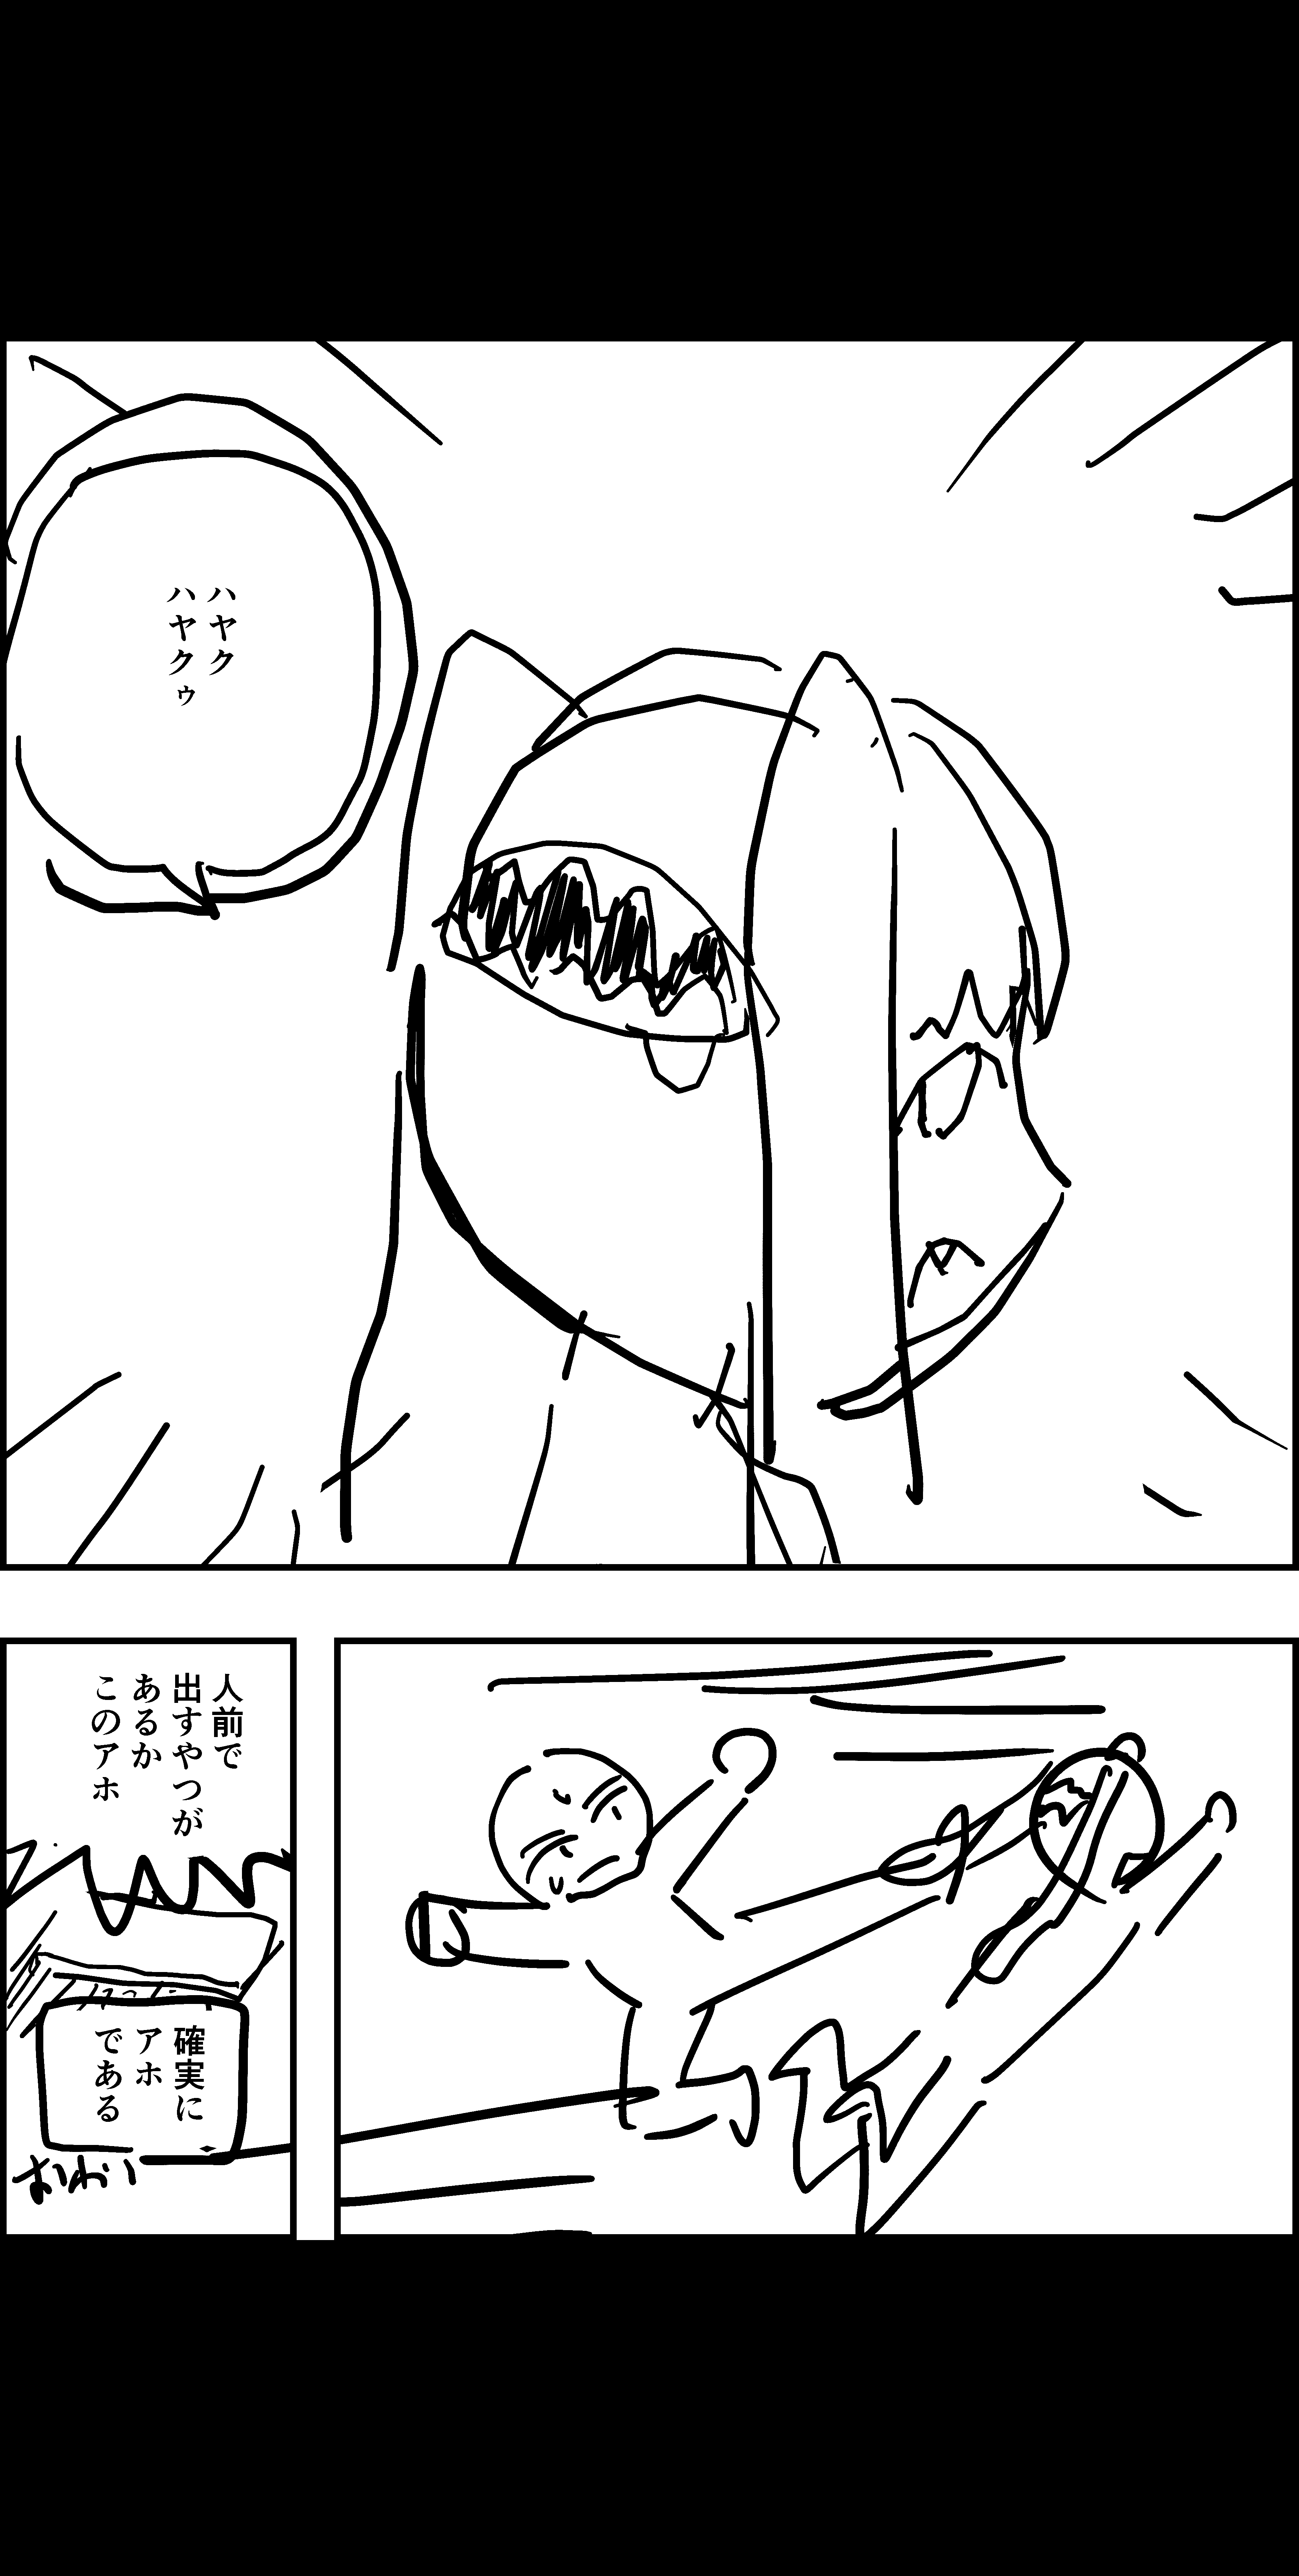 ハヤク
ハヤクゥ
人前で
出すやつが
あるか
このアホ
確実に
アホ
である
おわい